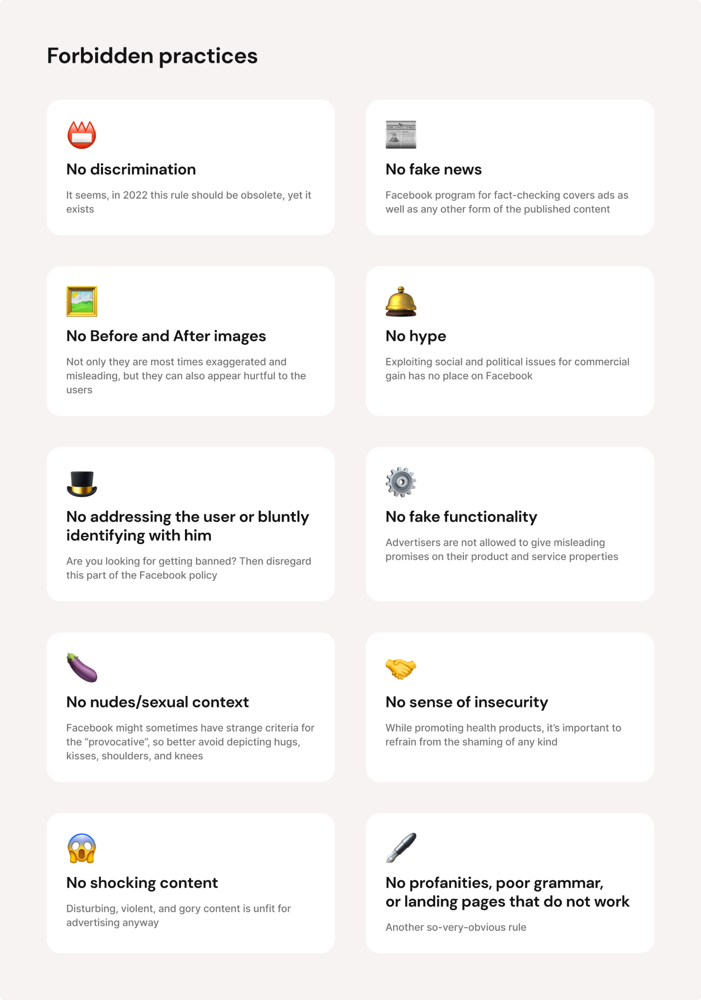 Forbidden practices
THE APPLE TIMES
No discrimination
It seems, in 2022 this rule should be obsolete, yet it
exists
No fake news
Facebook program for fact-checking covers ads as
well as any other form of the published content
No Before and After images
Not only they are most times exaggerated and
misleading, but they can also appear hurtful to the
users
No hype
Exploiting social and political issues for commercial
gain has no place on Facebook
No addressing the user or bluntly
identifying with him
Are you looking for getting banned? Then disregard
this part of the Facebook policy
No fake functionality
Advertisers are not allowed to give misleading
promises on their product and service properties
No nudes/sexual context
Facebook might sometimes have strange criteria for
the “provocative”, so better avoid depicting hugs,
kisses, shoulders, and knees
No sense of insecurity
While promoting health products, it’s important to
refrain from the shaming of any kind
No shocking content
Disturbing, violent, and gory content is unfit for
advertising anyway
No profanities, poor grammar,
or landing pages that do not work
Another so-very-obvious rule